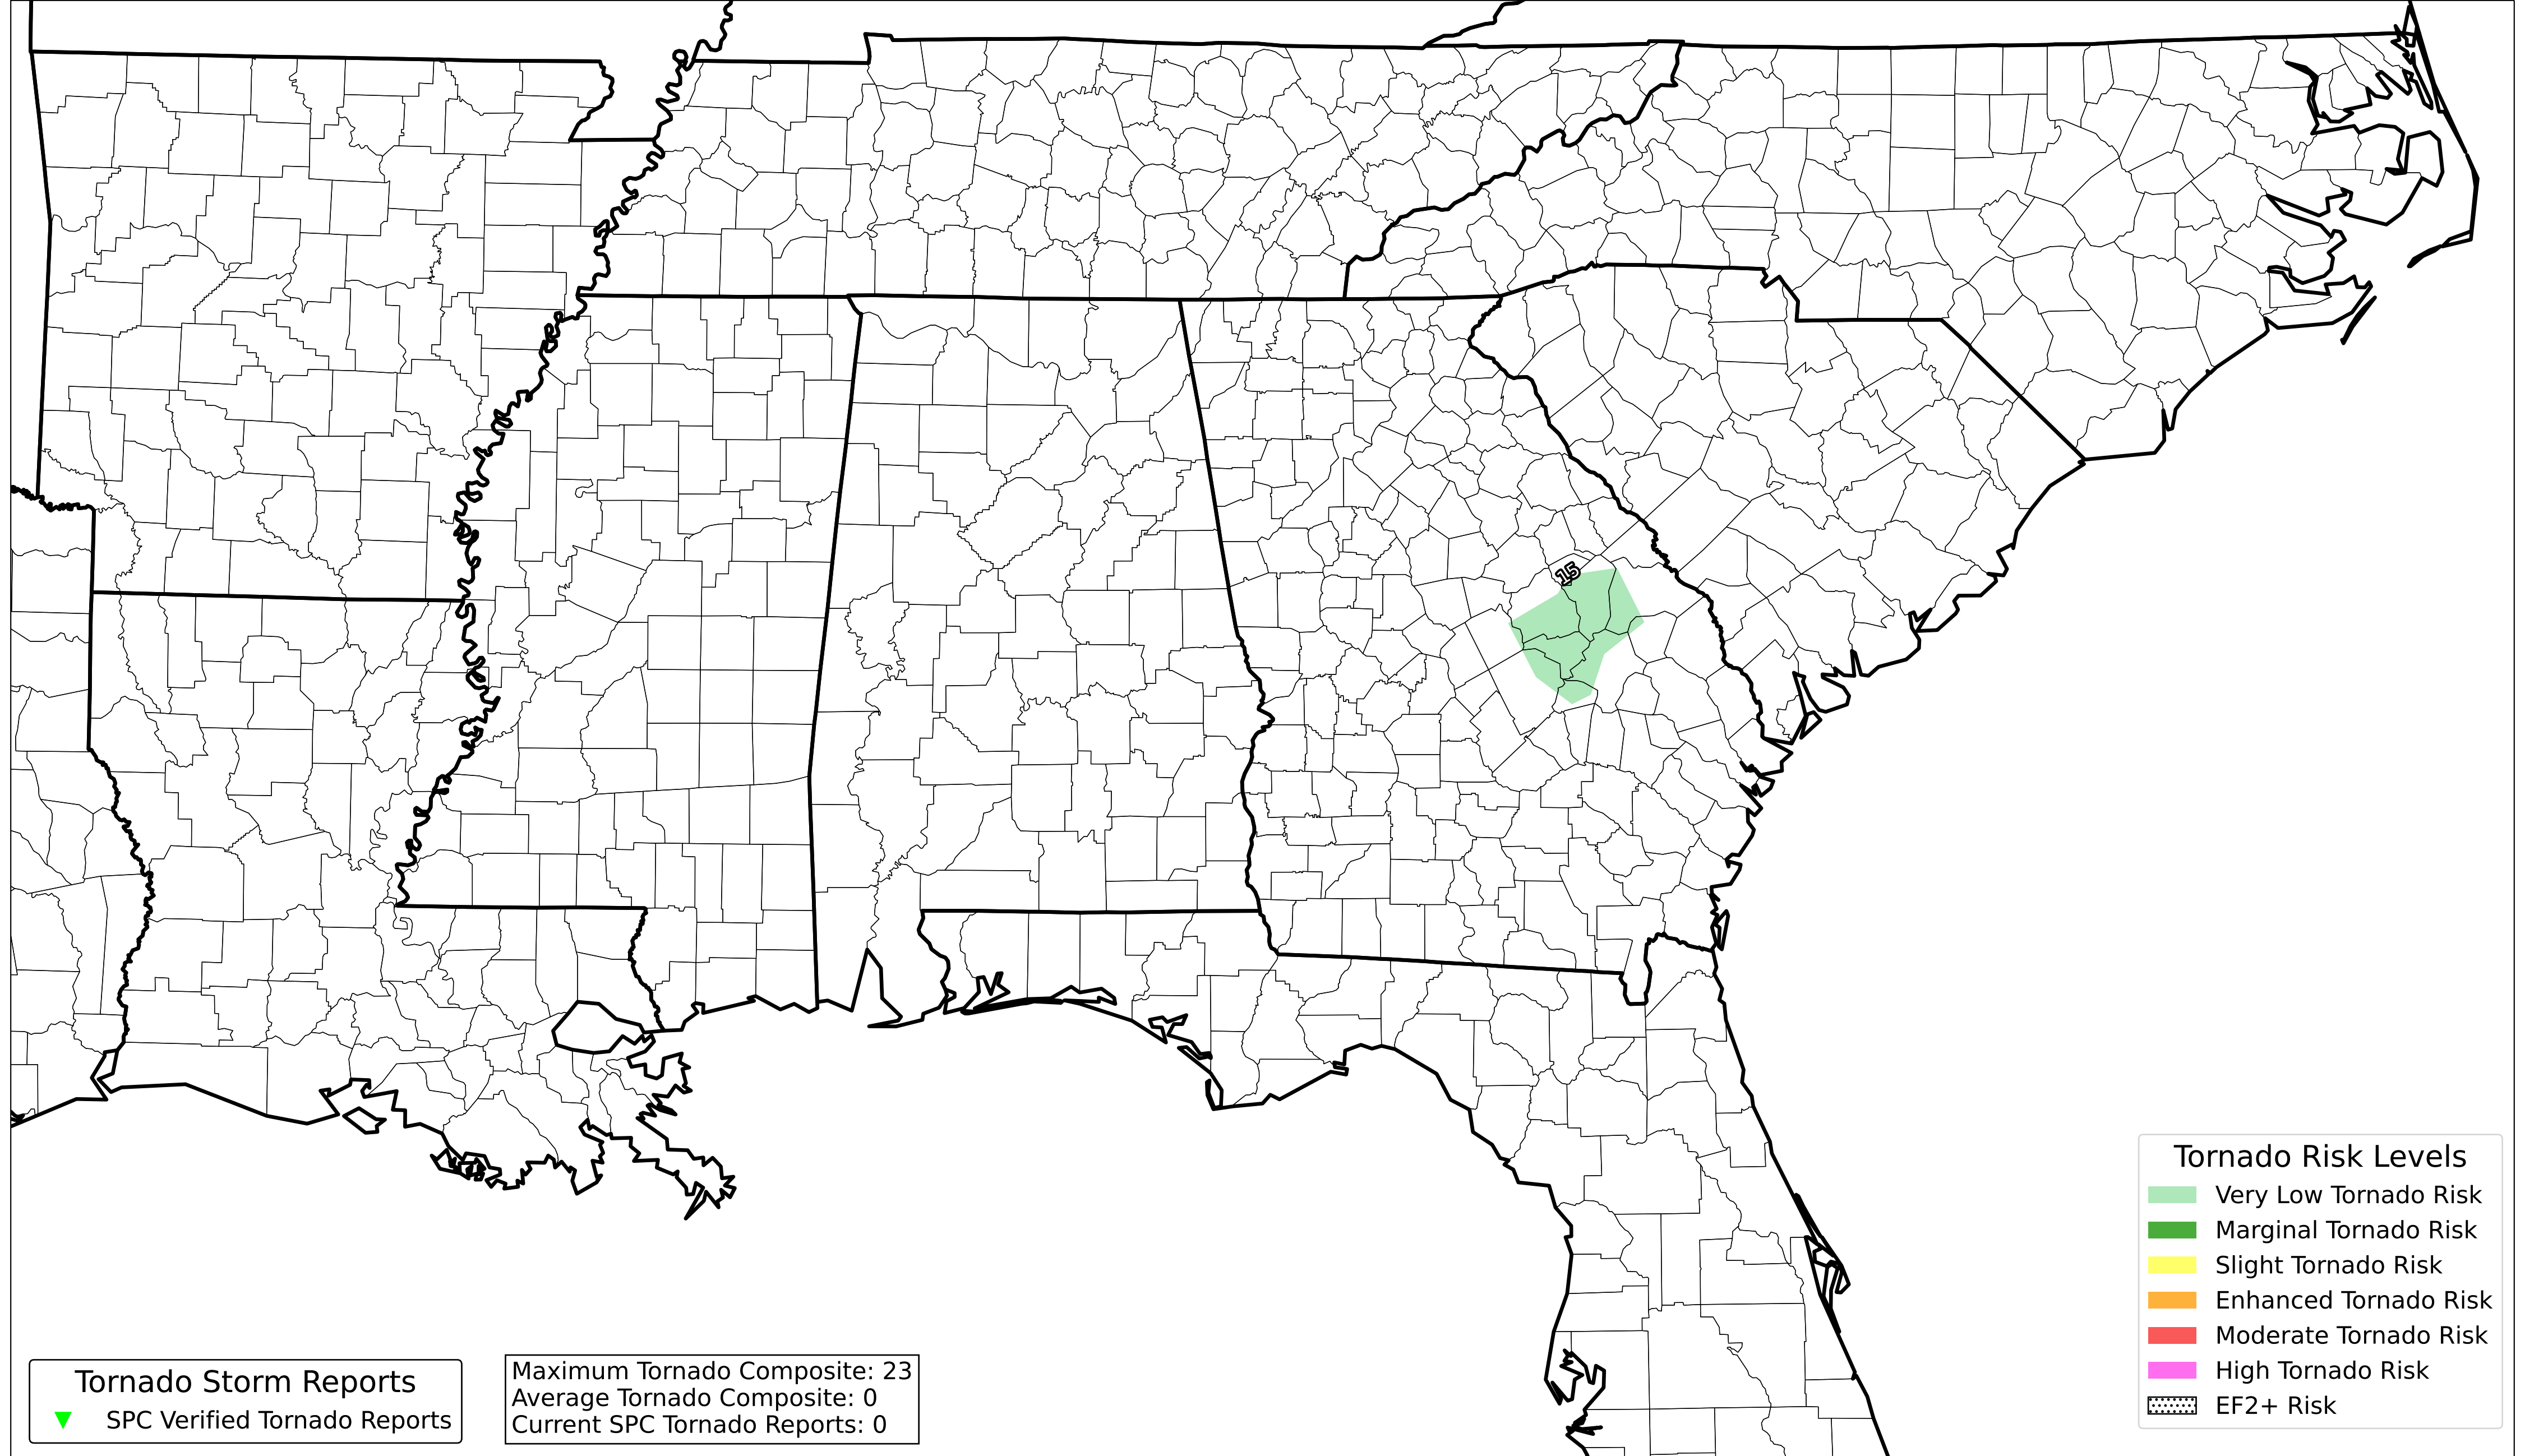 15
Tornado Risk Levels
Very Low Tornado Risk
Marginal Tornado Risk
Slight Tornado Risk
Enhanced Tornado Risk
Moderate Tornado Risk
High Tornado Risk
EF2+ Risk
Tornado Storm Reports
SPC Verified Tornado Reports
Maximum Tornado Composite: 23
Average Tornado Composite: 0
Current SPC Tornado Reports: 0